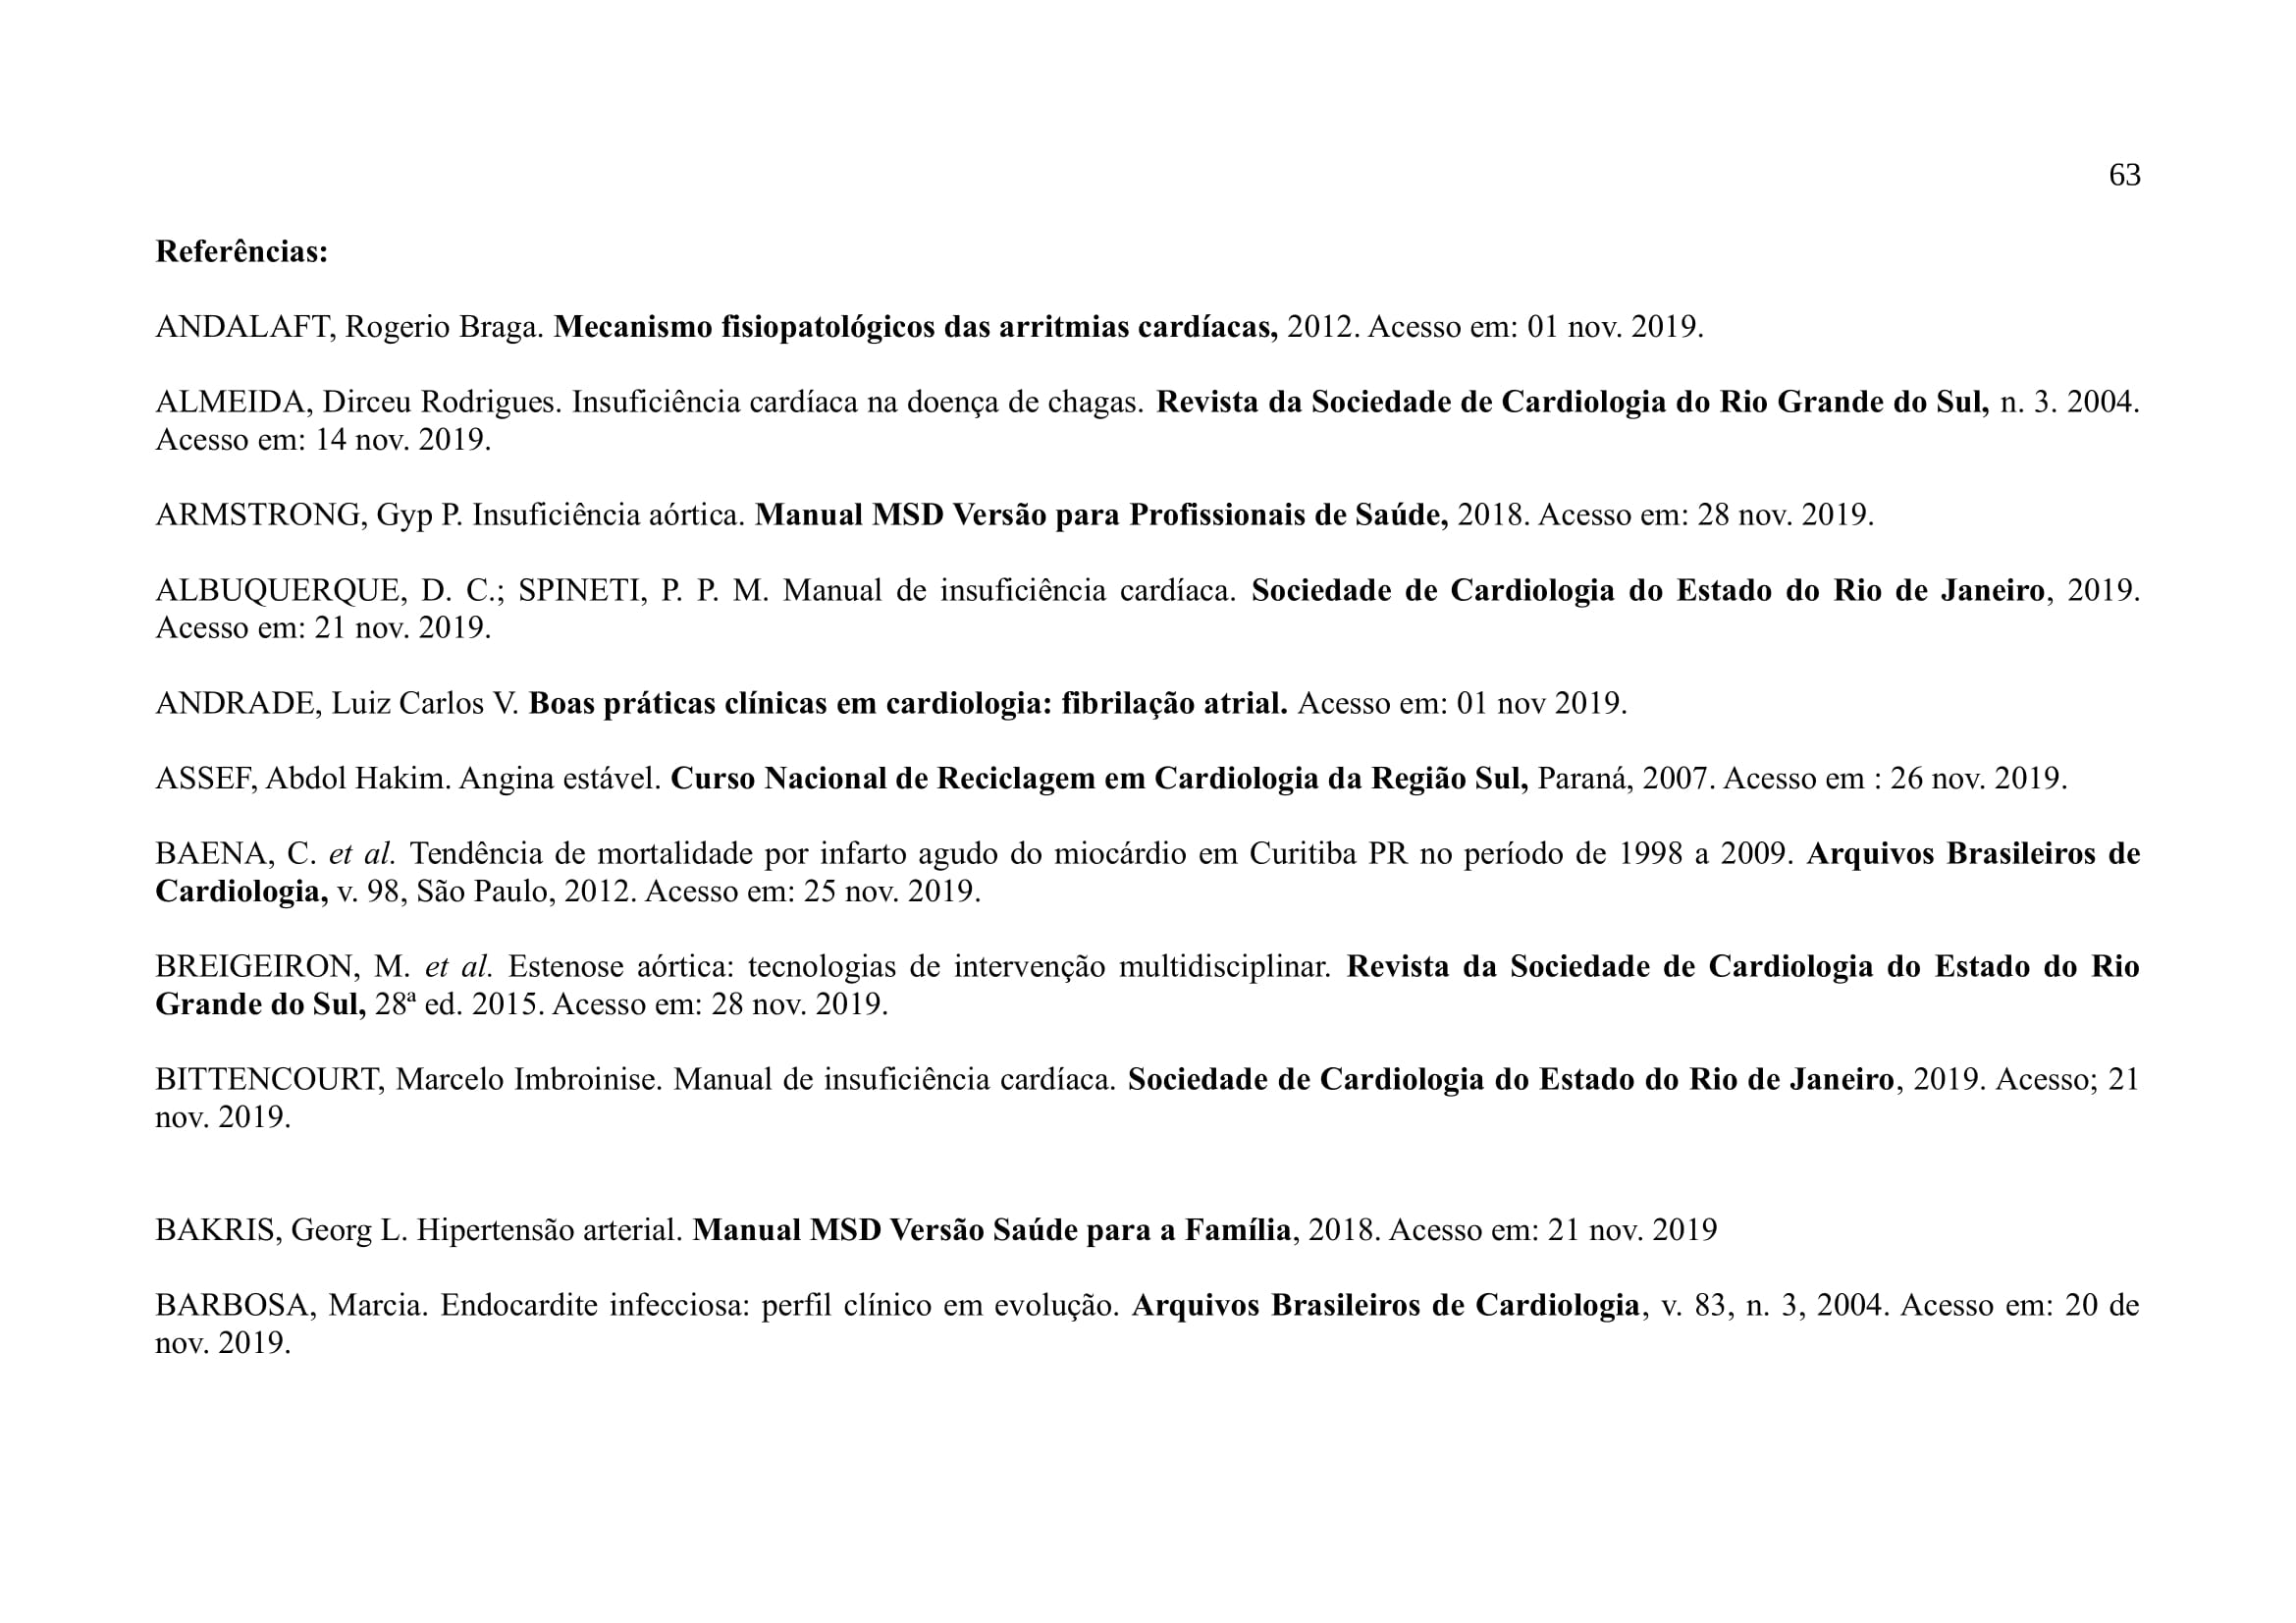 63
Referências:
ANDALAFT, Rogerio Braga. Mecanismo fisiopatológicos das arritmias cardíacas, 2012. Acesso em: 01 nov. 2019.
ALMEIDA, Dirceu Rodrigues. Insuficiência cardíaca na doença de chagas. Revista da Sociedade de Cardiologia do Rio Grande do Sul, n. 3. 2004.
Acesso em: 14 nov. 2019.
ARMSTRONG, Gyp P. Insuficiência aórtica. Manual MSD Versão para Profissionais de Saúde, 2018. Acesso em: 28 nov. 2019.
ALBUQUERQUE, D. C.; SPINETI, P. P. M. Manual de insuficiência cardíaca. Sociedade de Cardiologia do Estado do Rio de Janeiro, 2019.
Acesso em: 21 nov. 2019.
ANDRADE, Luiz Carlos V. Boas práticas clínicas em cardiologia: fibrilação atrial. Acesso em: 01 nov 2019.
ASSEF, Abdol Hakim. Angina estável. Curso Nacional de Reciclagem em Cardiologia da Região Sul, Paraná, 2007. Acesso em : 26 nov. 2019.
BAENA, C. et al. Tendência de mortalidade por infarto agudo do miocárdio em Curitiba PR no período de 1998 a 2009. Arquivos Brasileiros de
Cardiologia, v. 98, São Paulo, 2012. Acesso em: 25 nov. 2019.
BREIGEIRON, M. et al. Estenose aórtica: tecnologias de intervenção multidisciplinar. Revista da Sociedade de Cardiologia do Estado do Rio
Grande do Sul, 28ª ed. 2015. Acesso em: 28 nov. 2019.
BITTENCOURT, Marcelo Imbroinise. Manual de insuficiência cardíaca. Sociedade de Cardiologia do Estado do Rio de Janeiro, 2019. Acesso; 21
nov. 2019.
BAKRIS, Georg L. Hipertensão arterial. Manual MSD Versão Saúde para a Família, 2018. Acesso em: 21 nov. 2019
BARBOSA, Marcia. Endocardite infecciosa: perfil clínico em evolução. Arquivos Brasileiros de Cardiologia, v. 83, n. 3, 2004. Acesso em: 20 de
nov. 2019.